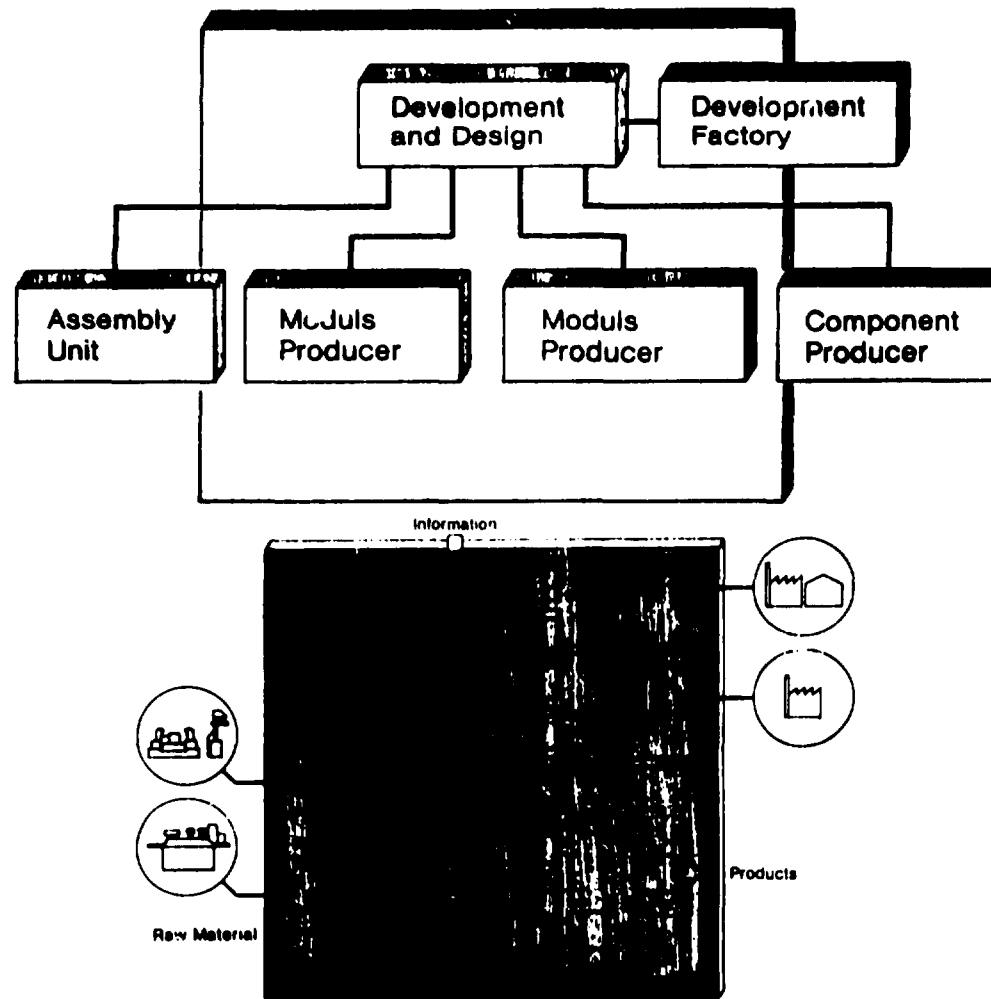 Development
and Design
Development
Factory
Assembly
Unit
Moduls
Producer
Moduls
Producer
Component
Producer
Information
Products
Raw Material